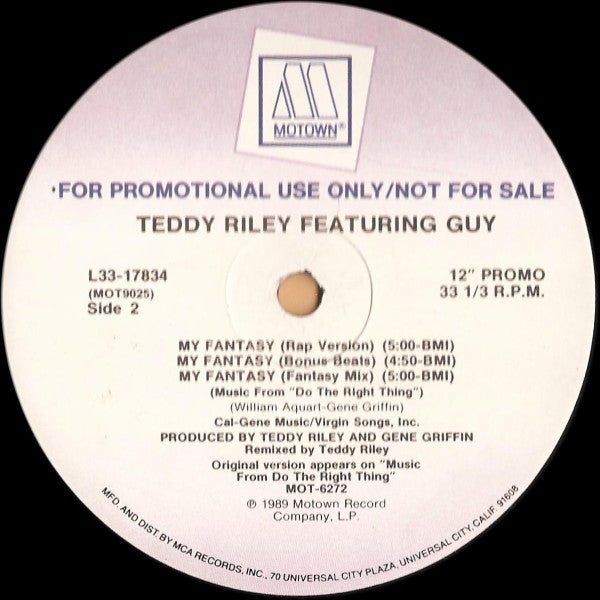 MOTOWN®
·FOR PROMOTIONAL USE ONLY/NOT FOR SALE
TEDDY RILEY FEATURING GUY
L33-17834
(MOT9025)
Side 2
12" PROMO
33 1/3 R.P.M.
MY FANTASY (Rap Version) (5:00-BMI)
MY FANTASY (Bonus Beats) (4:50-BMI)
MY FANTASY (Fantasy Mix) (5:00-BMI)
(Music From "Do The Right Thing")
(William Aquart-Gene Griffin)
Cal-Gene Music/Virgin Songs, Inc.
PRODUCED BY TEDDY RILEY AND GENE GRIFFIN
Remixed by Teddy Riley
Original version appears on "Music
From Do The Right Thing"
MOT-6272
℗ 1989 Motown Record
Company, L.P.
MFD. AND DIST. BY MCA RECORDS, INC., 70 UNIVERSAL CITY PLAZA, UNIVERSAL CITY, CALIF. 91608